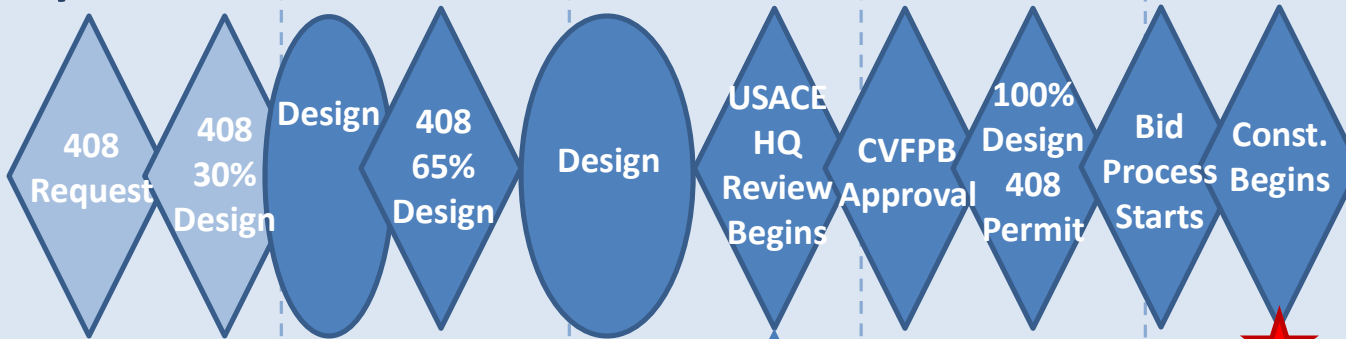 408
Request
408
30%
Design
Design
408
65%
Design
Design
USACE
HQ
Review
Begins
CVFPB
Approval
100%
Design
408
Permit
Bid
Process
Starts
Const.
Begins